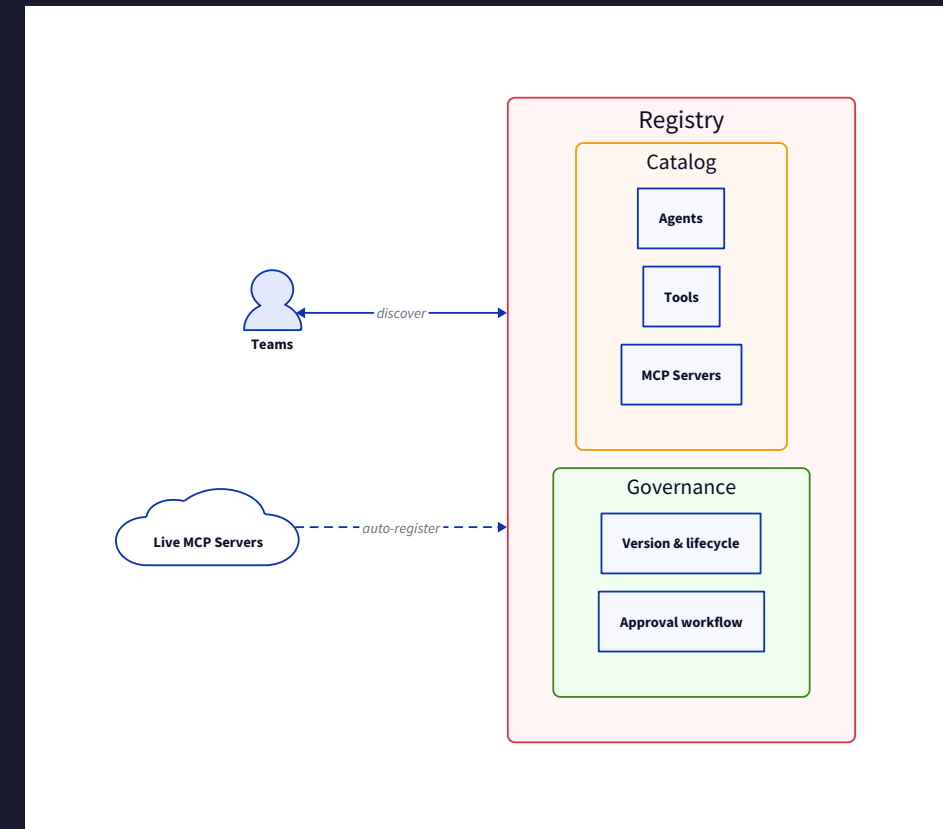 Registry
Catalog
Agents
Tools
MCP Servers
discover
Teams
Governance
Version & lifecycle
Approval workflow
auto-register
Live MCP Servers